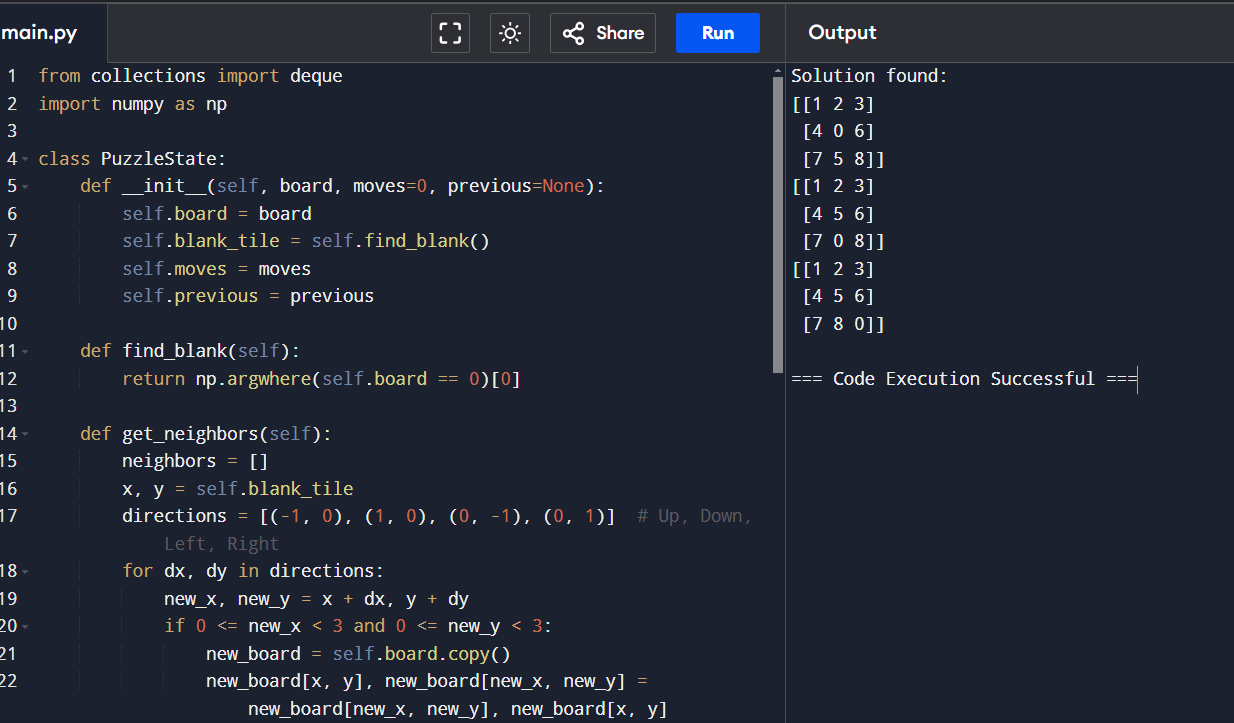 main.py
Share
Run
Output
1 from collections import deque
2 import numpy as np
3
4 class PuzzleState:
5     def __init__(self, board, moves=0, previous=None):
6         self.board = board
7         self.blank_tile = self.find_blank()
8         self.moves = moves
9         self.previous = previous
10
11     def find_blank(self):
12         return np.argwhere(self.board == 0)[0]
13
14     def get_neighbors(self):
15         neighbors = []
16         x, y = self.blank_tile
17         directions = [(-1, 0), (1, 0), (0, -1), (0, 1)]  # Up, Down,
            Left, Right
18         for dx, dy in directions:
19             new_x, new_y = x + dx, y + dy
20             if 0 <= new_x < 3 and 0 <= new_y < 3:
21                 new_board = self.board.copy()
22                 new_board[x, y], new_board[new_x, new_y] =
                    new_board[new_x, new_y], new_board[x, y]
Solution found:
[[1 2 3]
 [4 0 6]
 [7 5 8]]
[[1 2 3]
 [4 5 6]
 [7 0 8]]
[[1 2 3]
 [4 5 6]
 [7 8 0]]
=== Code Execution Successful ===